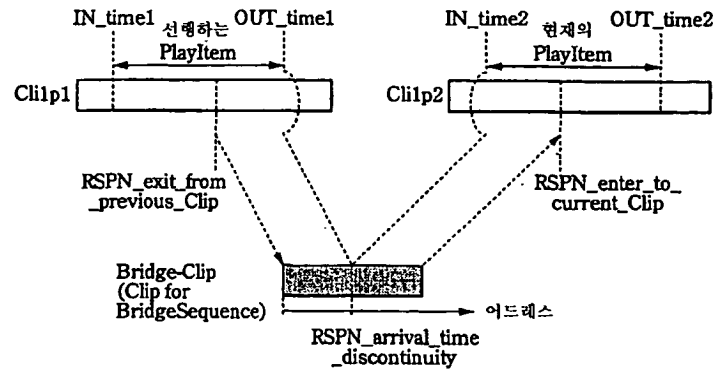 IN_time1
OUT_time1
선행하는
PlayItem
Cli1p1
IN_time2
OUT_time2
현재의
PlayItem
Cli1p2
RSPN_exit_from
_previous_Clip
RSPN_enter_to_
current_Clip
Bridge-Clip
(Clip for
BridgeSequence)
어드레스
RSPN_arrival_time
_discontinuity